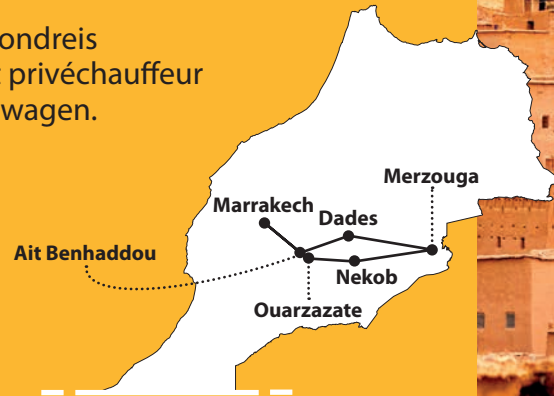 ondreis
privéchauffeur
wagen.
Merzouga
Marrakech
Dades
Ait Benhaddou
Nekob
Ouarzazate